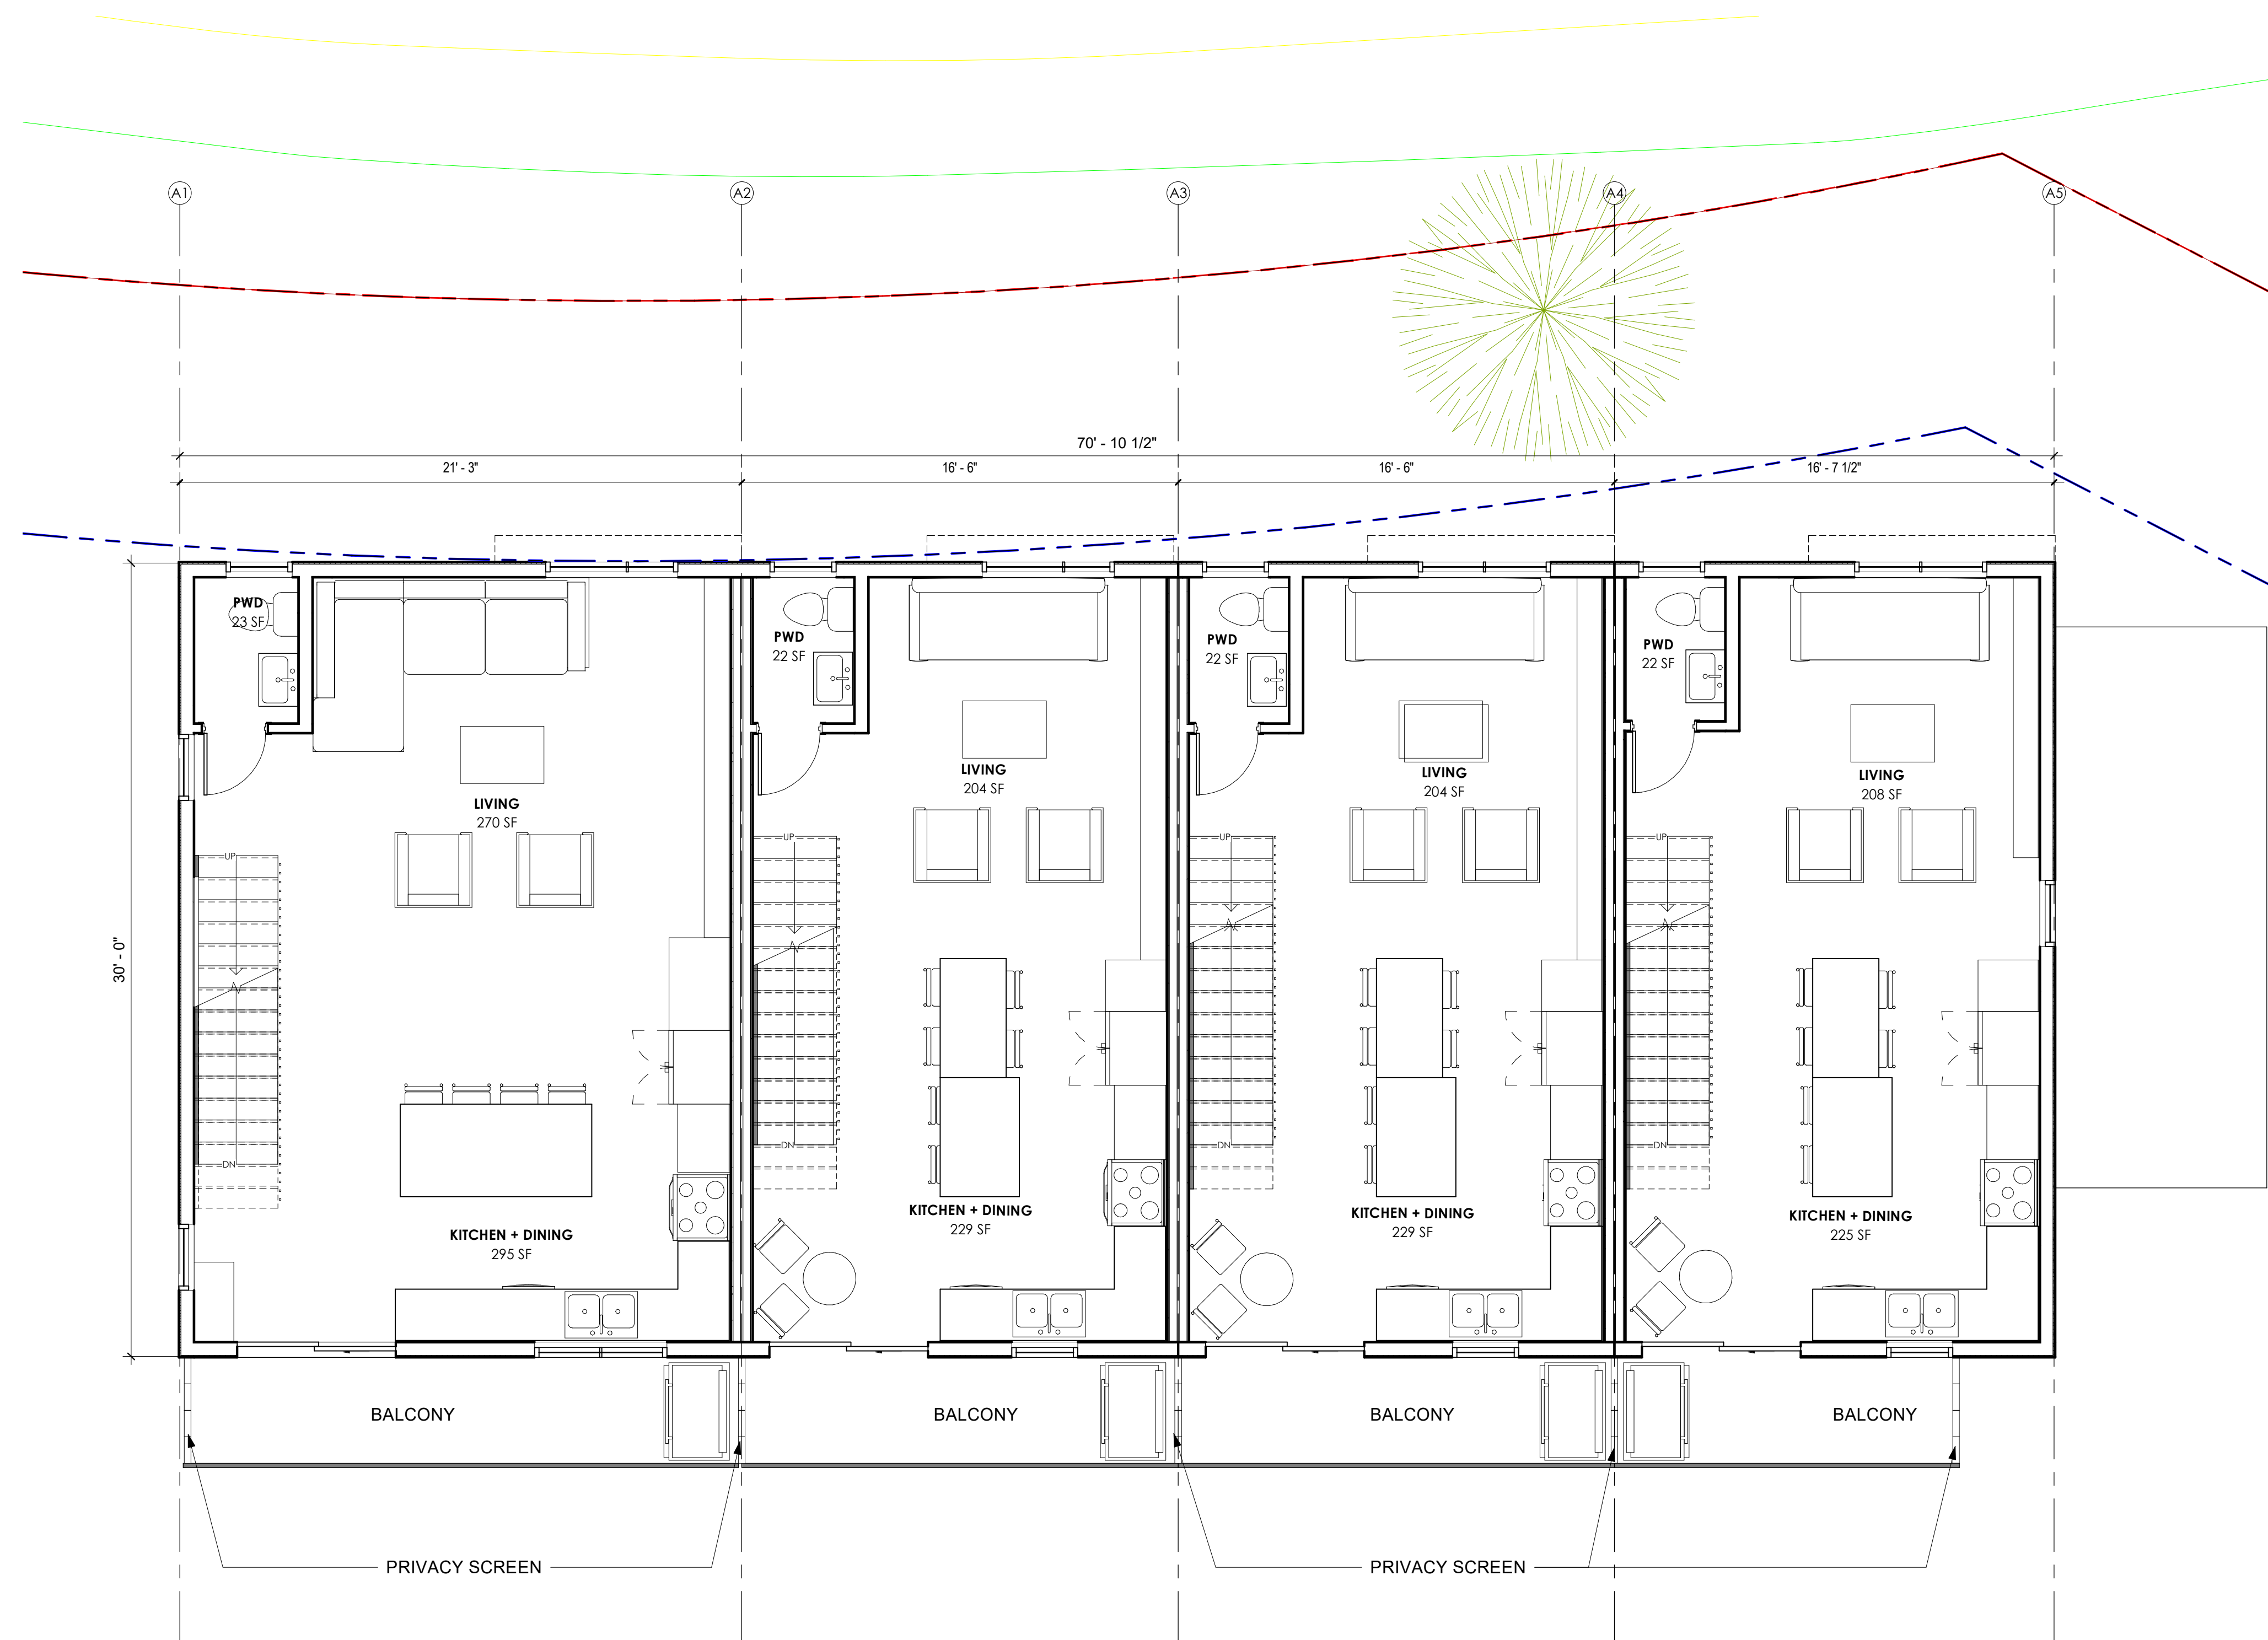 A1
A2
A3
A4
A5
70' - 10 1/2"
21' - 3"
16' - 6"
16' - 6"
16' - 7 1/2"
30' - 0"
PWD
23 SF
PWD
22 SF
PWD
22 SF
PWD
22 SF
LIVING
270 SF
LIVING
204 SF
LIVING
204 SF
LIVING
208 SF
UP
UP
UP
UP
DN
DN
DN
DN
KITCHEN + DINING
295 SF
KITCHEN + DINING
229 SF
KITCHEN + DINING
229 SF
KITCHEN + DINING
225 SF
BALCONY
BALCONY
BALCONY
BALCONY
PRIVACY SCREEN
PRIVACY SCREEN